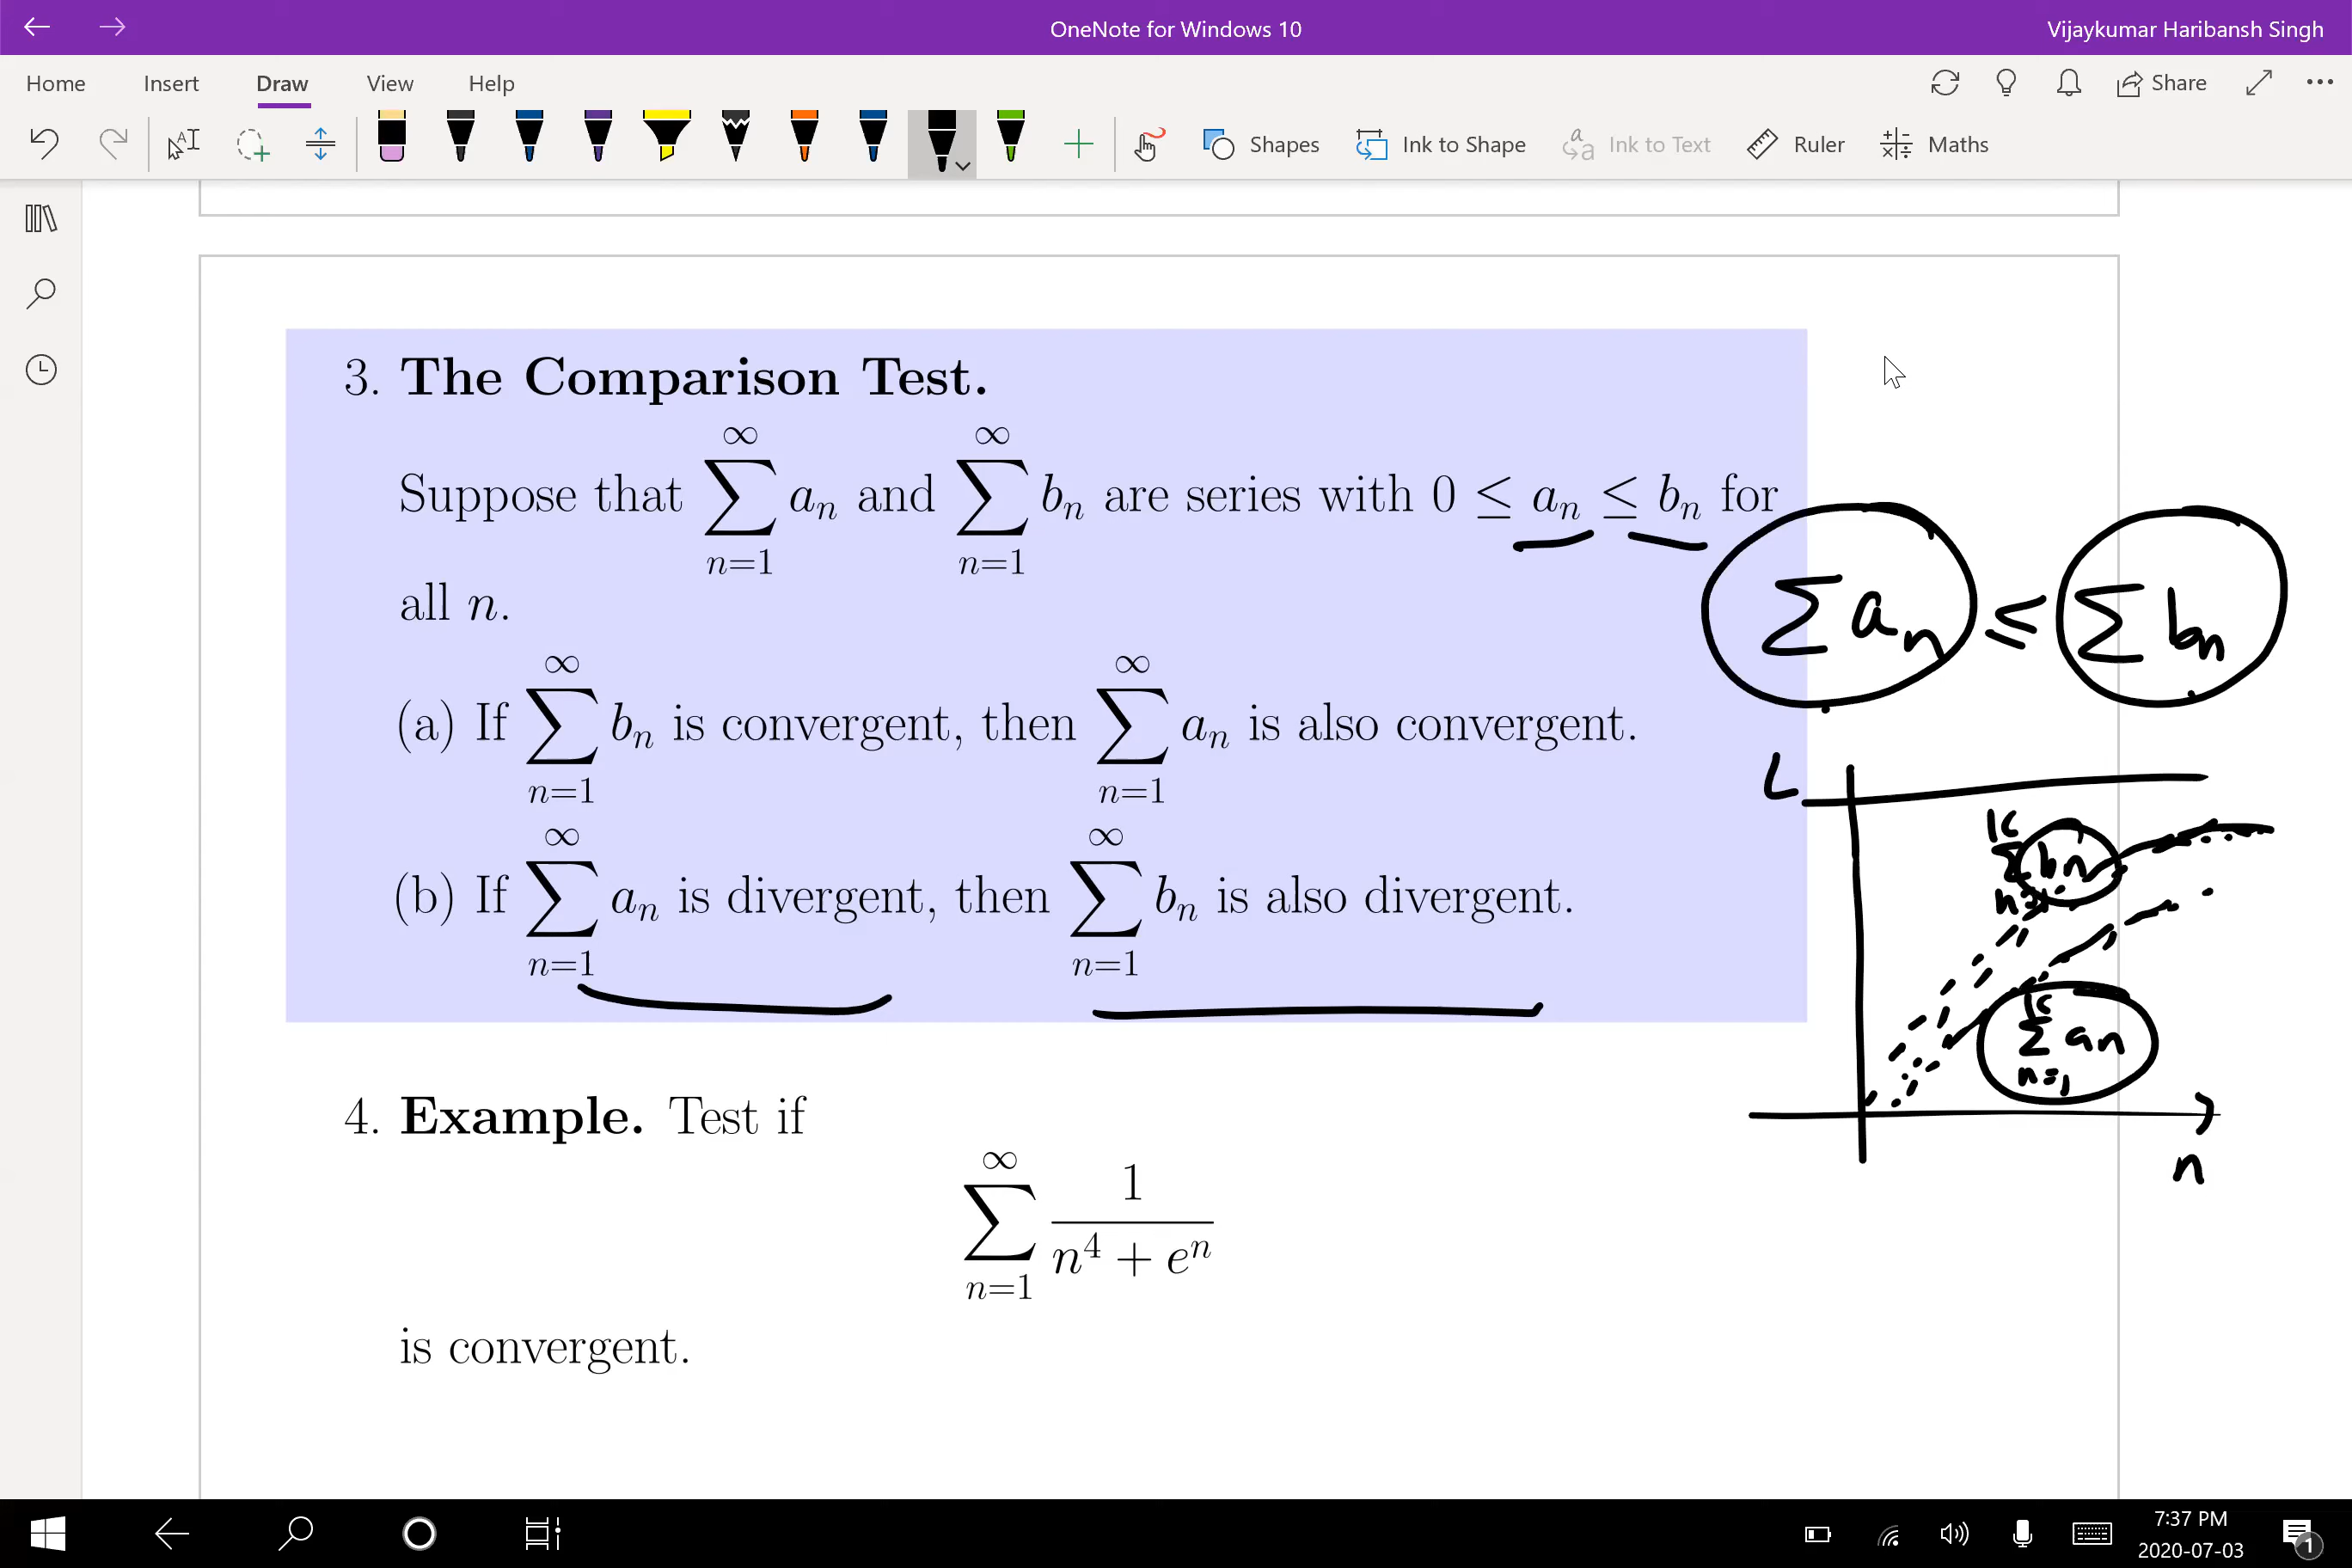 OneNote for Windows 10
Vijaykumar Haribansh Singh
Home Insert Draw View Help
Share
Shapes Ink to Shape Ink to Text Ruler Maths
3. The Comparison Test.
Suppose that ∑_{n=1}^{∞} a_n and ∑_{n=1}^{∞} b_n are series with 0 ≤ a_n ≤ b_n for
all n.
∑ a_n ≤ ∑ b_n
(a) If ∑_{n=1}^{∞} b_n is convergent, then ∑_{n=1}^{∞} a_n is also convergent.
L
(b) If ∑_{n=1}^{∞} a_n is divergent, then ∑_{n=1}^{∞} b_n is also divergent.
∑_{n=1}^{k} b_n
∑_{n=1}^{k} a_n
n
4. Example. Test if
∑_{n=1}^{∞} 1/(n^4 + e^n)
is convergent.
7:37 PM
2020-07-03
1